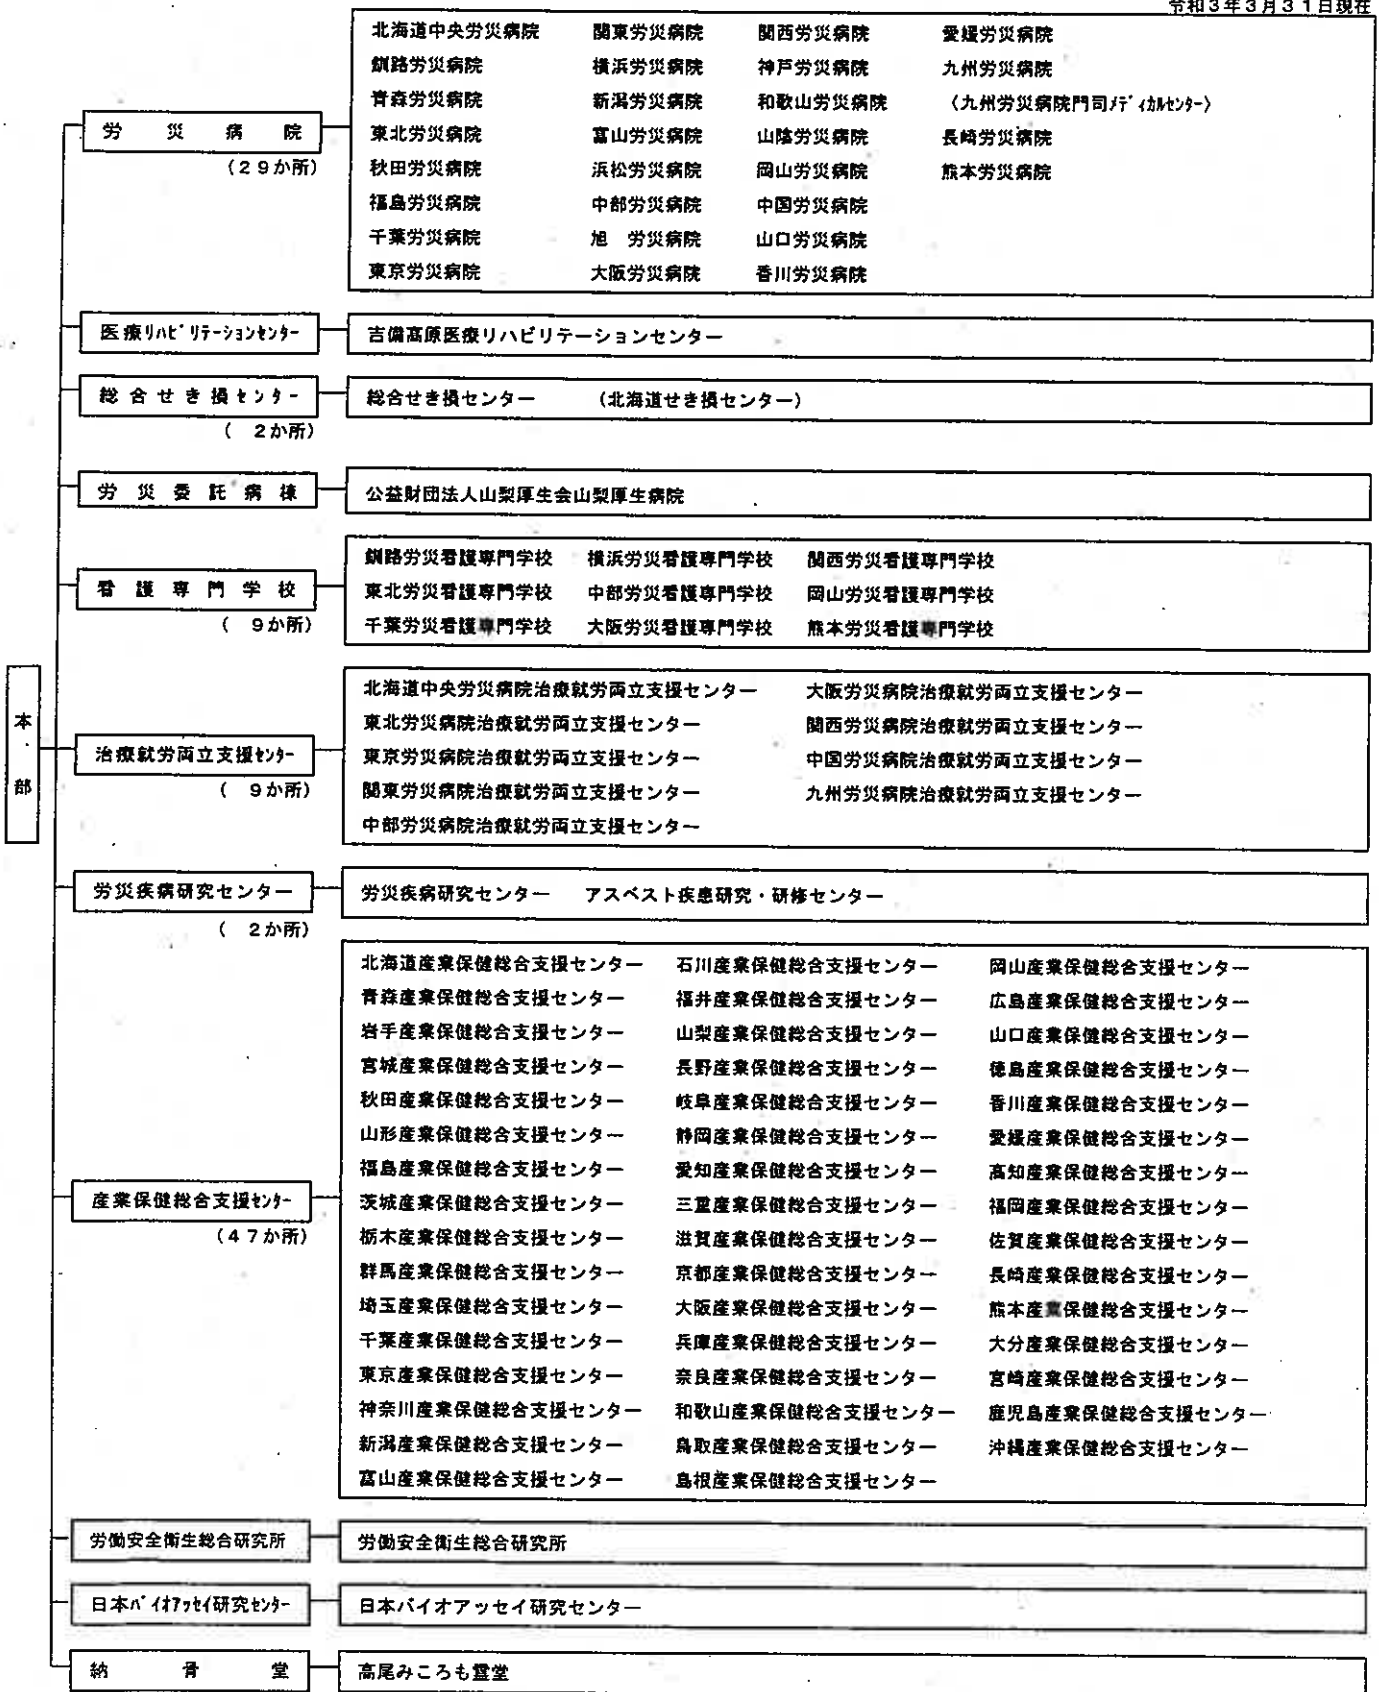 令和3年3月31日現在
北海道中央労災病院 関東労災病院 関西労災病院 愛媛労災病院
釧路労災病院 横浜労災病院 神戸労災病院 九州労災病院
青森労災病院 新潟労災病院 和歌山労災病院 〈九州労災病院門司ﾒﾃﾞｨｶﾙｾﾝﾀｰ〉
労災病院 東北労災病院 富山労災病院 山陰労災病院 長崎労災病院
(29か所) 秋田労災病院 浜松労災病院 岡山労災病院 熊本労災病院
福島労災病院 中部労災病院 中国労災病院
千葉労災病院 旭 労災病院 山口労災病院
東京労災病院 大阪労災病院 香川労災病院
医療ﾘﾊﾋﾞﾘﾃｰｼｮﾝｾﾝﾀｰ 吉備高原医療リハビリテーションセンター
総合せき損ｾﾝﾀｰ 総合せき損センター (北海道せき損センター)
( 2か所)
労災委託病棟 公益財団法人山梨厚生会山梨厚生病院
釧路労災看護専門学校 横浜労災看護専門学校 関西労災看護専門学校
看護専門学校 東北労災看護専門学校 中部労災看護専門学校 岡山労災看護専門学校
( 9か所) 千葉労災看護専門学校 大阪労災看護専門学校 熊本労災看護専門学校
本部
北海道中央労災病院治療就労両立支援センター 大阪労災病院治療就労両立支援センター
東北労災病院治療就労両立支援センター 関西労災病院治療就労両立支援センター
治療就労両立支援ｾﾝﾀｰ 東京労災病院治療就労両立支援センター 中国労災病院治療就労両立支援センター
( 9か所) 関東労災病院治療就労両立支援センター 九州労災病院治療就労両立支援センター
中部労災病院治療就労両立支援センター
労災疾病研究センター 労災疾病研究センター アスベスト疾患研究・研修センター
( 2か所)
北海道産業保健総合支援センター 石川産業保健総合支援センター 岡山産業保健総合支援センター
青森産業保健総合支援センター 福井産業保健総合支援センター 広島産業保健総合支援センター
岩手産業保健総合支援センター 山梨産業保健総合支援センター 山口産業保健総合支援センター
宮城産業保健総合支援センター 長野産業保健総合支援センター 徳島産業保健総合支援センター
秋田産業保健総合支援センター 岐阜産業保健総合支援センター 香川産業保健総合支援センター
山形産業保健総合支援センター 静岡産業保健総合支援センター 愛媛産業保健総合支援センター
福島産業保健総合支援センター 愛知産業保健総合支援センター 高知産業保健総合支援センター
産業保健総合支援ｾﾝﾀｰ 茨城産業保健総合支援センター 三重産業保健総合支援センター 福岡産業保健総合支援センター
(47か所) 栃木産業保健総合支援センター 滋賀産業保健総合支援センター 佐賀産業保健総合支援センター
群馬産業保健総合支援センター 京都産業保健総合支援センター 長崎産業保健総合支援センター
埼玉産業保健総合支援センター 大阪産業保健総合支援センター 熊本産業保健総合支援センター
千葉産業保健総合支援センター 兵庫産業保健総合支援センター 大分産業保健総合支援センター
東京産業保健総合支援センター 奈良産業保健総合支援センター 宮崎産業保健総合支援センター
神奈川産業保健総合支援センター 和歌山産業保健総合支援センター 鹿児島産業保健総合支援センター
新潟産業保健総合支援センター 鳥取産業保健総合支援センター 沖縄産業保健総合支援センター
富山産業保健総合支援センター 島根産業保健総合支援センター
労働安全衛生総合研究所 労働安全衛生総合研究所
日本ﾊﾞｲｵｱｯｾｲ研究ｾﾝﾀｰ 日本バイオアッセイ研究センター
納骨堂 高尾みころも霊堂